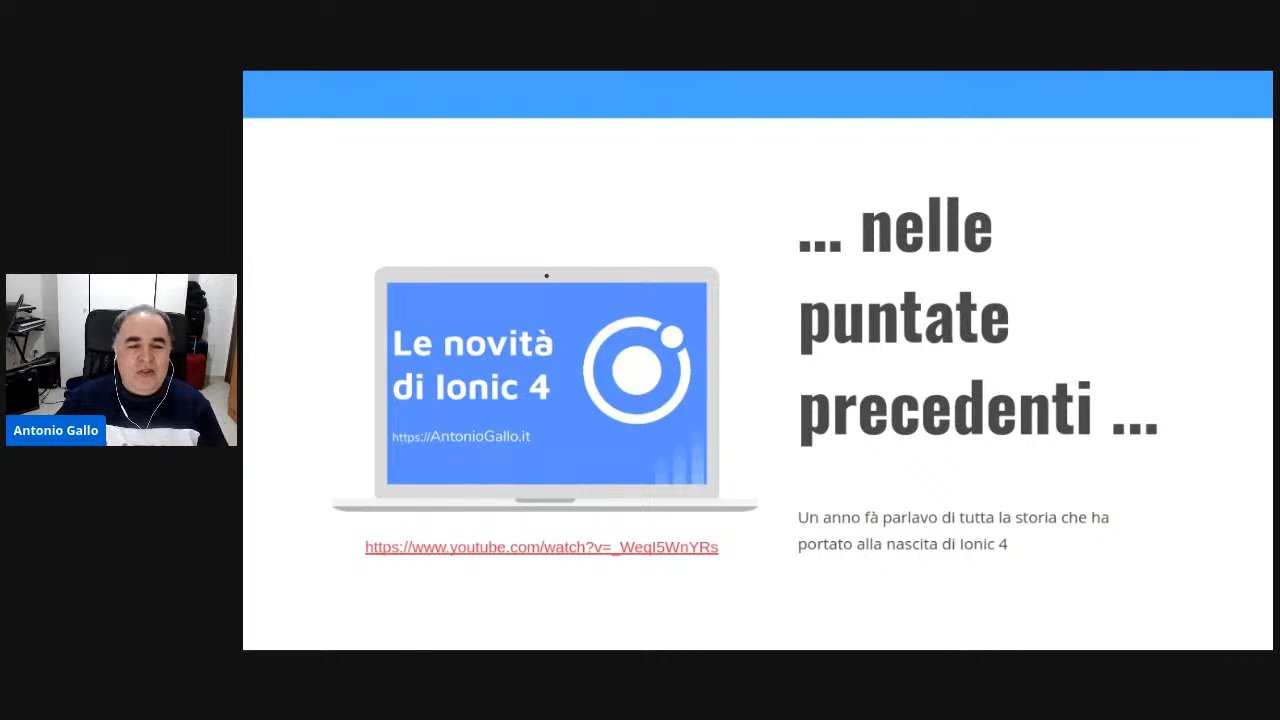 ... nelle
puntate
precedenti ...
Le novità
di Ionic 4
https://AntonioGallo.it
https://www.youtube.com/watch?v=_WeqI5WnYRs
Un anno fà parlavo di tutta la storia che ha
portato alla nascita di Ionic 4
Antonio Gallo